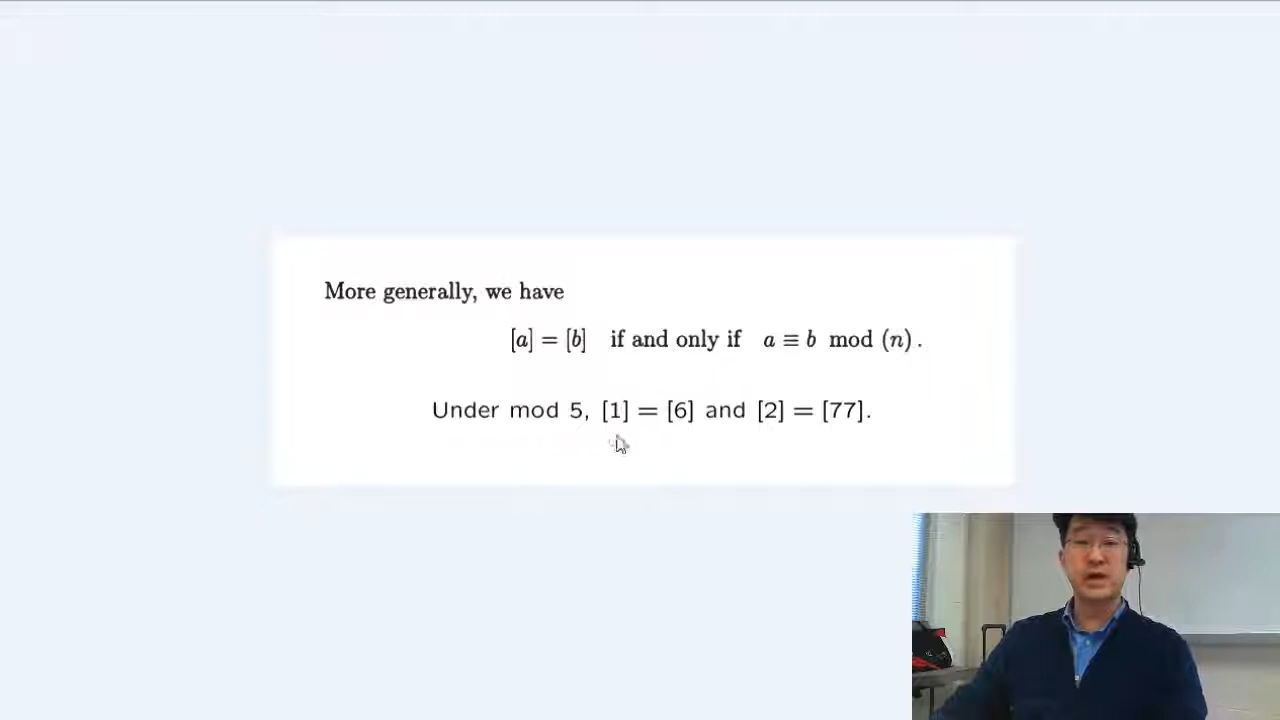 More generally, we have
[a] = [b] if and only if a ≡ b mod (n).
Under mod 5, [1] = [6] and [2] = [77].